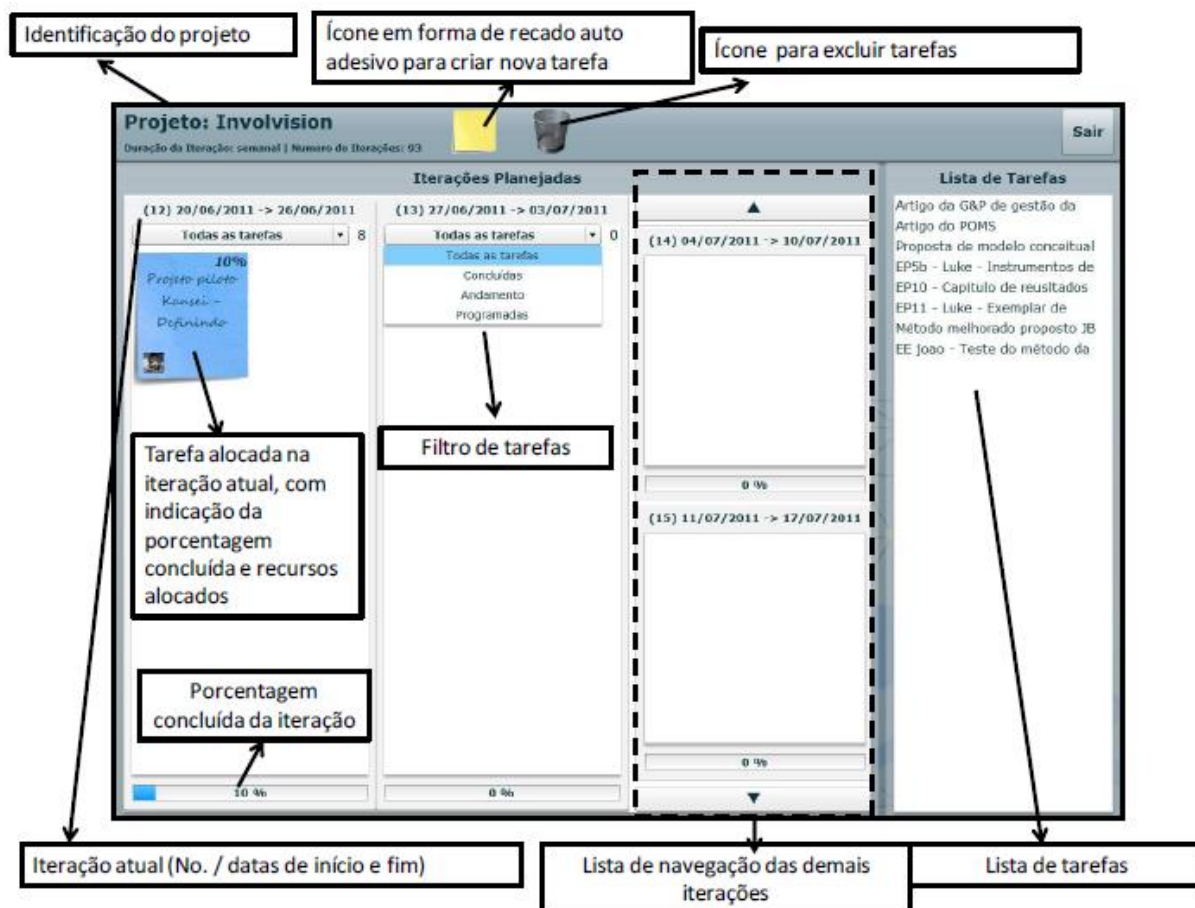 Identificação do projeto
Ícone em forma de recado auto
adesivo para criar nova tarefa
Ícone para excluir tarefas
Projeto: Involvision
Duração da Iteração: semanal | Numero de Iterações: 93
Sair
Iterações Planejadas
Lista de Tarefas
(12) 20/06/2011 -> 26/06/2011
Todas as tarefas
8
10%
Projeto piloto
Kansei -
Definindo
Tarefa alocada na
iteração atual, com
indicação da
porcentagem
concluída e recursos
alocados
Porcentagem
concluída da iteração
10 %
(13) 27/06/2011 -> 03/07/2011
Todas as tarefas
0
Todas as tarefas
Concluídas
Andamento
Programadas
Filtro de tarefas
0 %
(14) 04/07/2011 -> 10/07/2011
0 %
(15) 11/07/2011 -> 17/07/2011
0 %
Artigo da G&P de gestão da
Artigo do POMS
Proposta de modelo conceitual
EP5b - Luke - Instrumentos de
EP10 - Capitulo de reusltados
EP11 - Luke - Exemplar de
Método melhorado proposto JB
EE joao - Teste do método da
Iteração atual (No. / datas de início e fim)
Lista de navegação das demais
iterações
Lista de tarefas